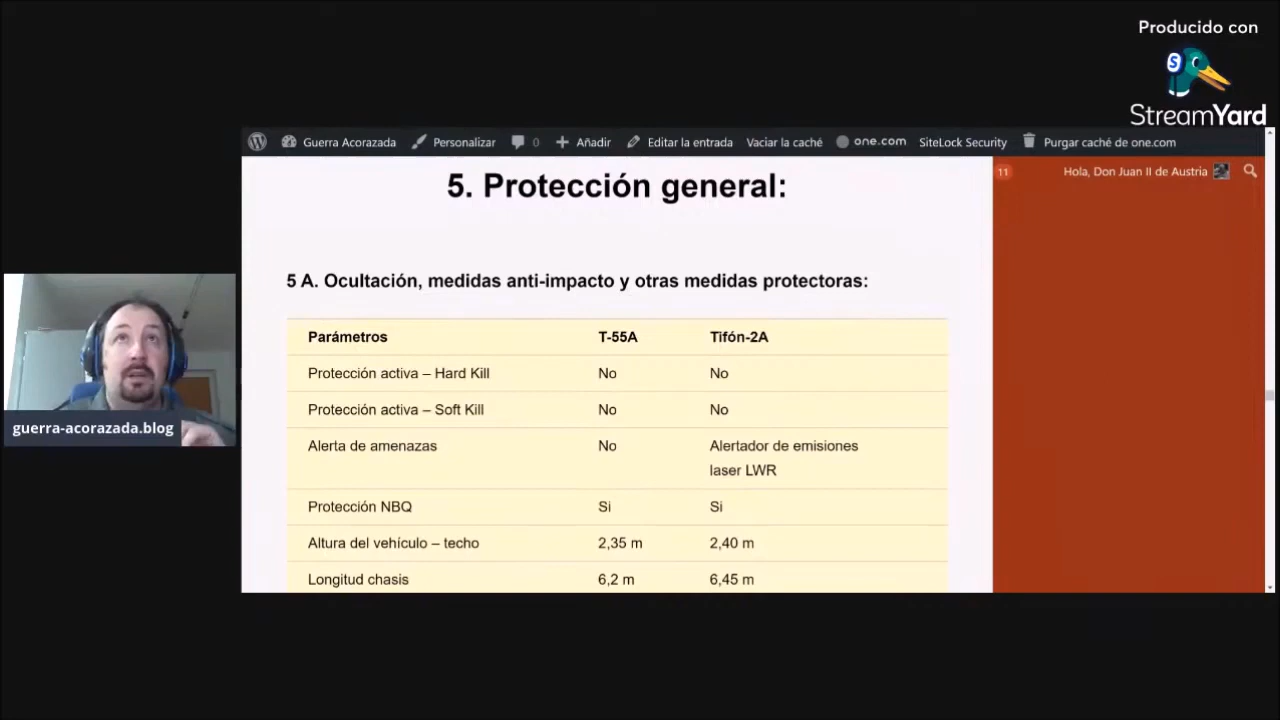 Producido con
StreamYard
Guerra Acorazada Personalizar 0 Añadir Editar la entrada Vaciar la caché one.com SiteLock Security Purgar caché de one.com
11 Hola, Don Juan II de Austria
5. Protección general:
5 A. Ocultación, medidas anti-impacto y otras medidas protectoras:
Parámetros T-55A Tifón-2A
Protección activa – Hard Kill No No
Protección activa – Soft Kill No No
Alerta de amenazas No Alertador de emisiones
laser LWR
Protección NBQ Si Si
Altura del vehículo – techo 2,35 m 2,40 m
Longitud chasis 6,2 m 6,45 m
guerra-acorazada.blog